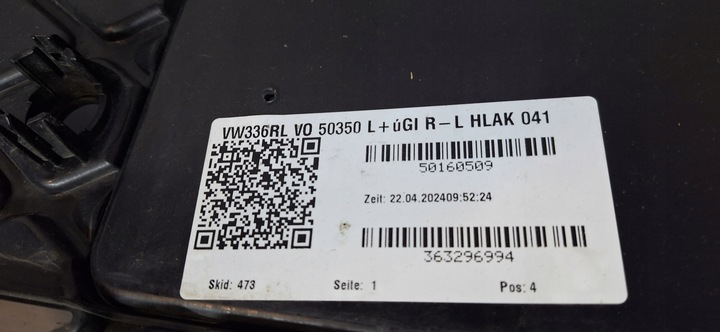 VW336RL VO 50350 L+úGI R–L HLAK 041
50160509
Zeit: 22.04.202409:52:24
363296994
Skid: 473 Seite: 1 Pos: 4